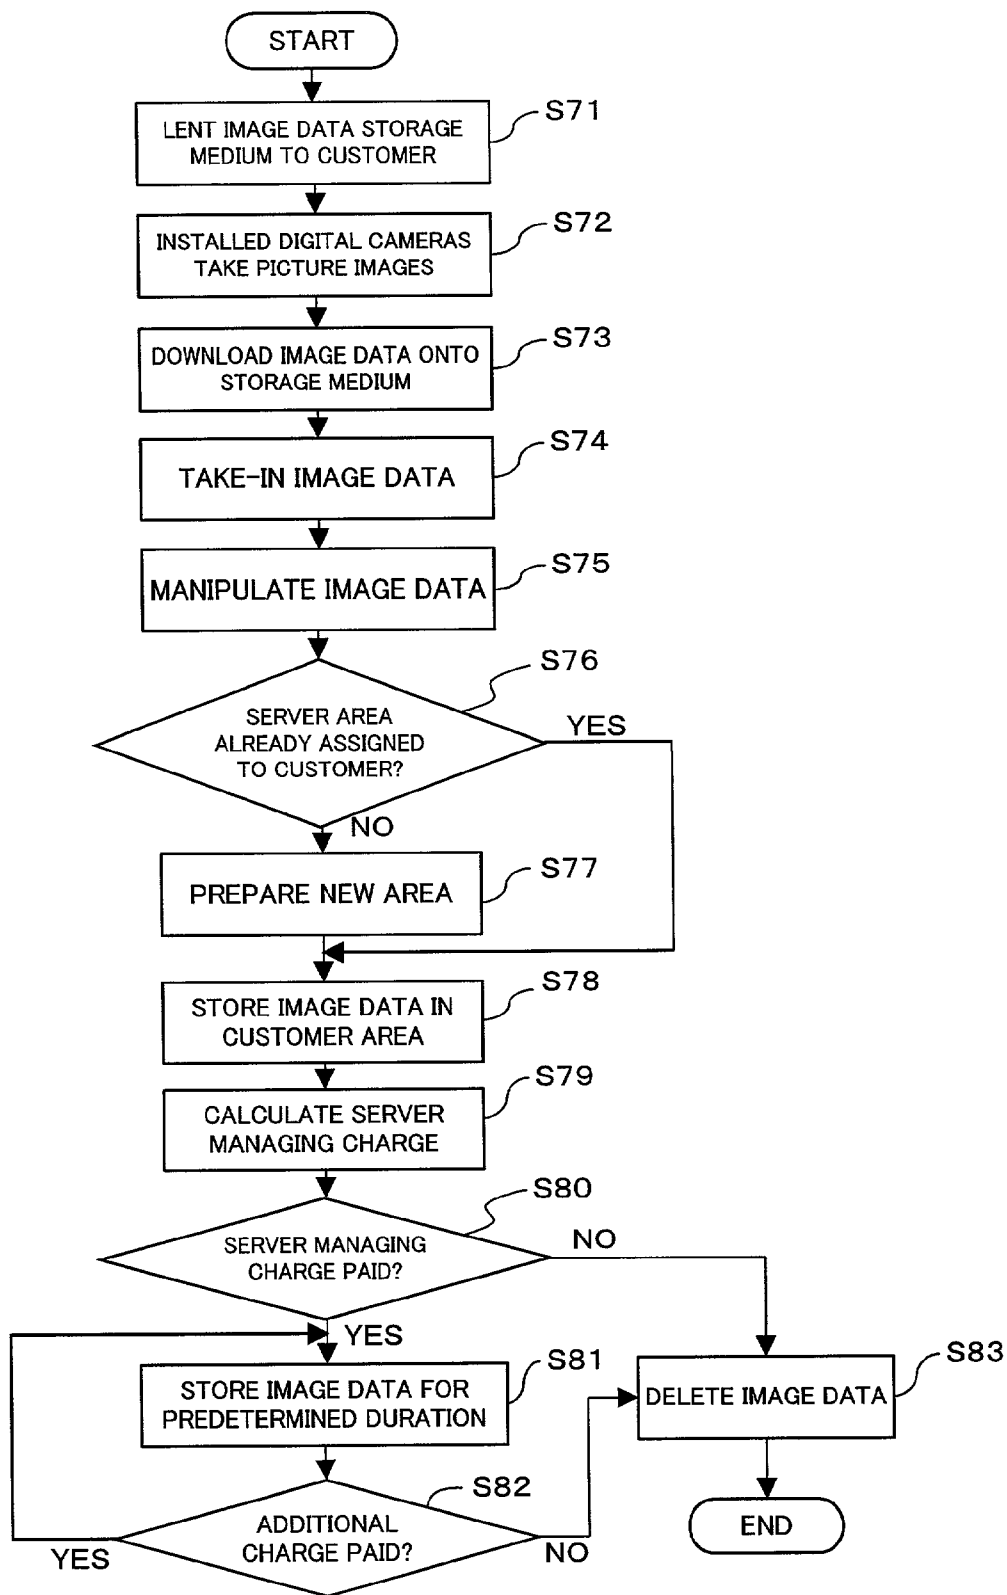 START
S71
LENT IMAGE DATA STORAGE
MEDIUM TO CUSTOMER
S72
INSTALLED DIGITAL CAMERAS
TAKE PICTURE IMAGES
S73
DOWNLOAD IMAGE DATA ONTO
STORAGE MEDIUM
S74
TAKE-IN IMAGE DATA
S75
MANIPULATE IMAGE DATA
S76
SERVER AREA
ALREADY ASSIGNED
TO CUSTOMER?
YES
NO
S77
PREPARE NEW AREA
S78
STORE IMAGE DATA IN
CUSTOMER AREA
S79
CALCULATE SERVER
MANAGING CHARGE
S80
SERVER MANAGING
CHARGE PAID?
NO
YES
S81
STORE IMAGE DATA FOR
PREDETERMINED DURATION
S83
DELETE IMAGE DATA
S82
ADDITIONAL
CHARGE PAID?
YES
NO
END